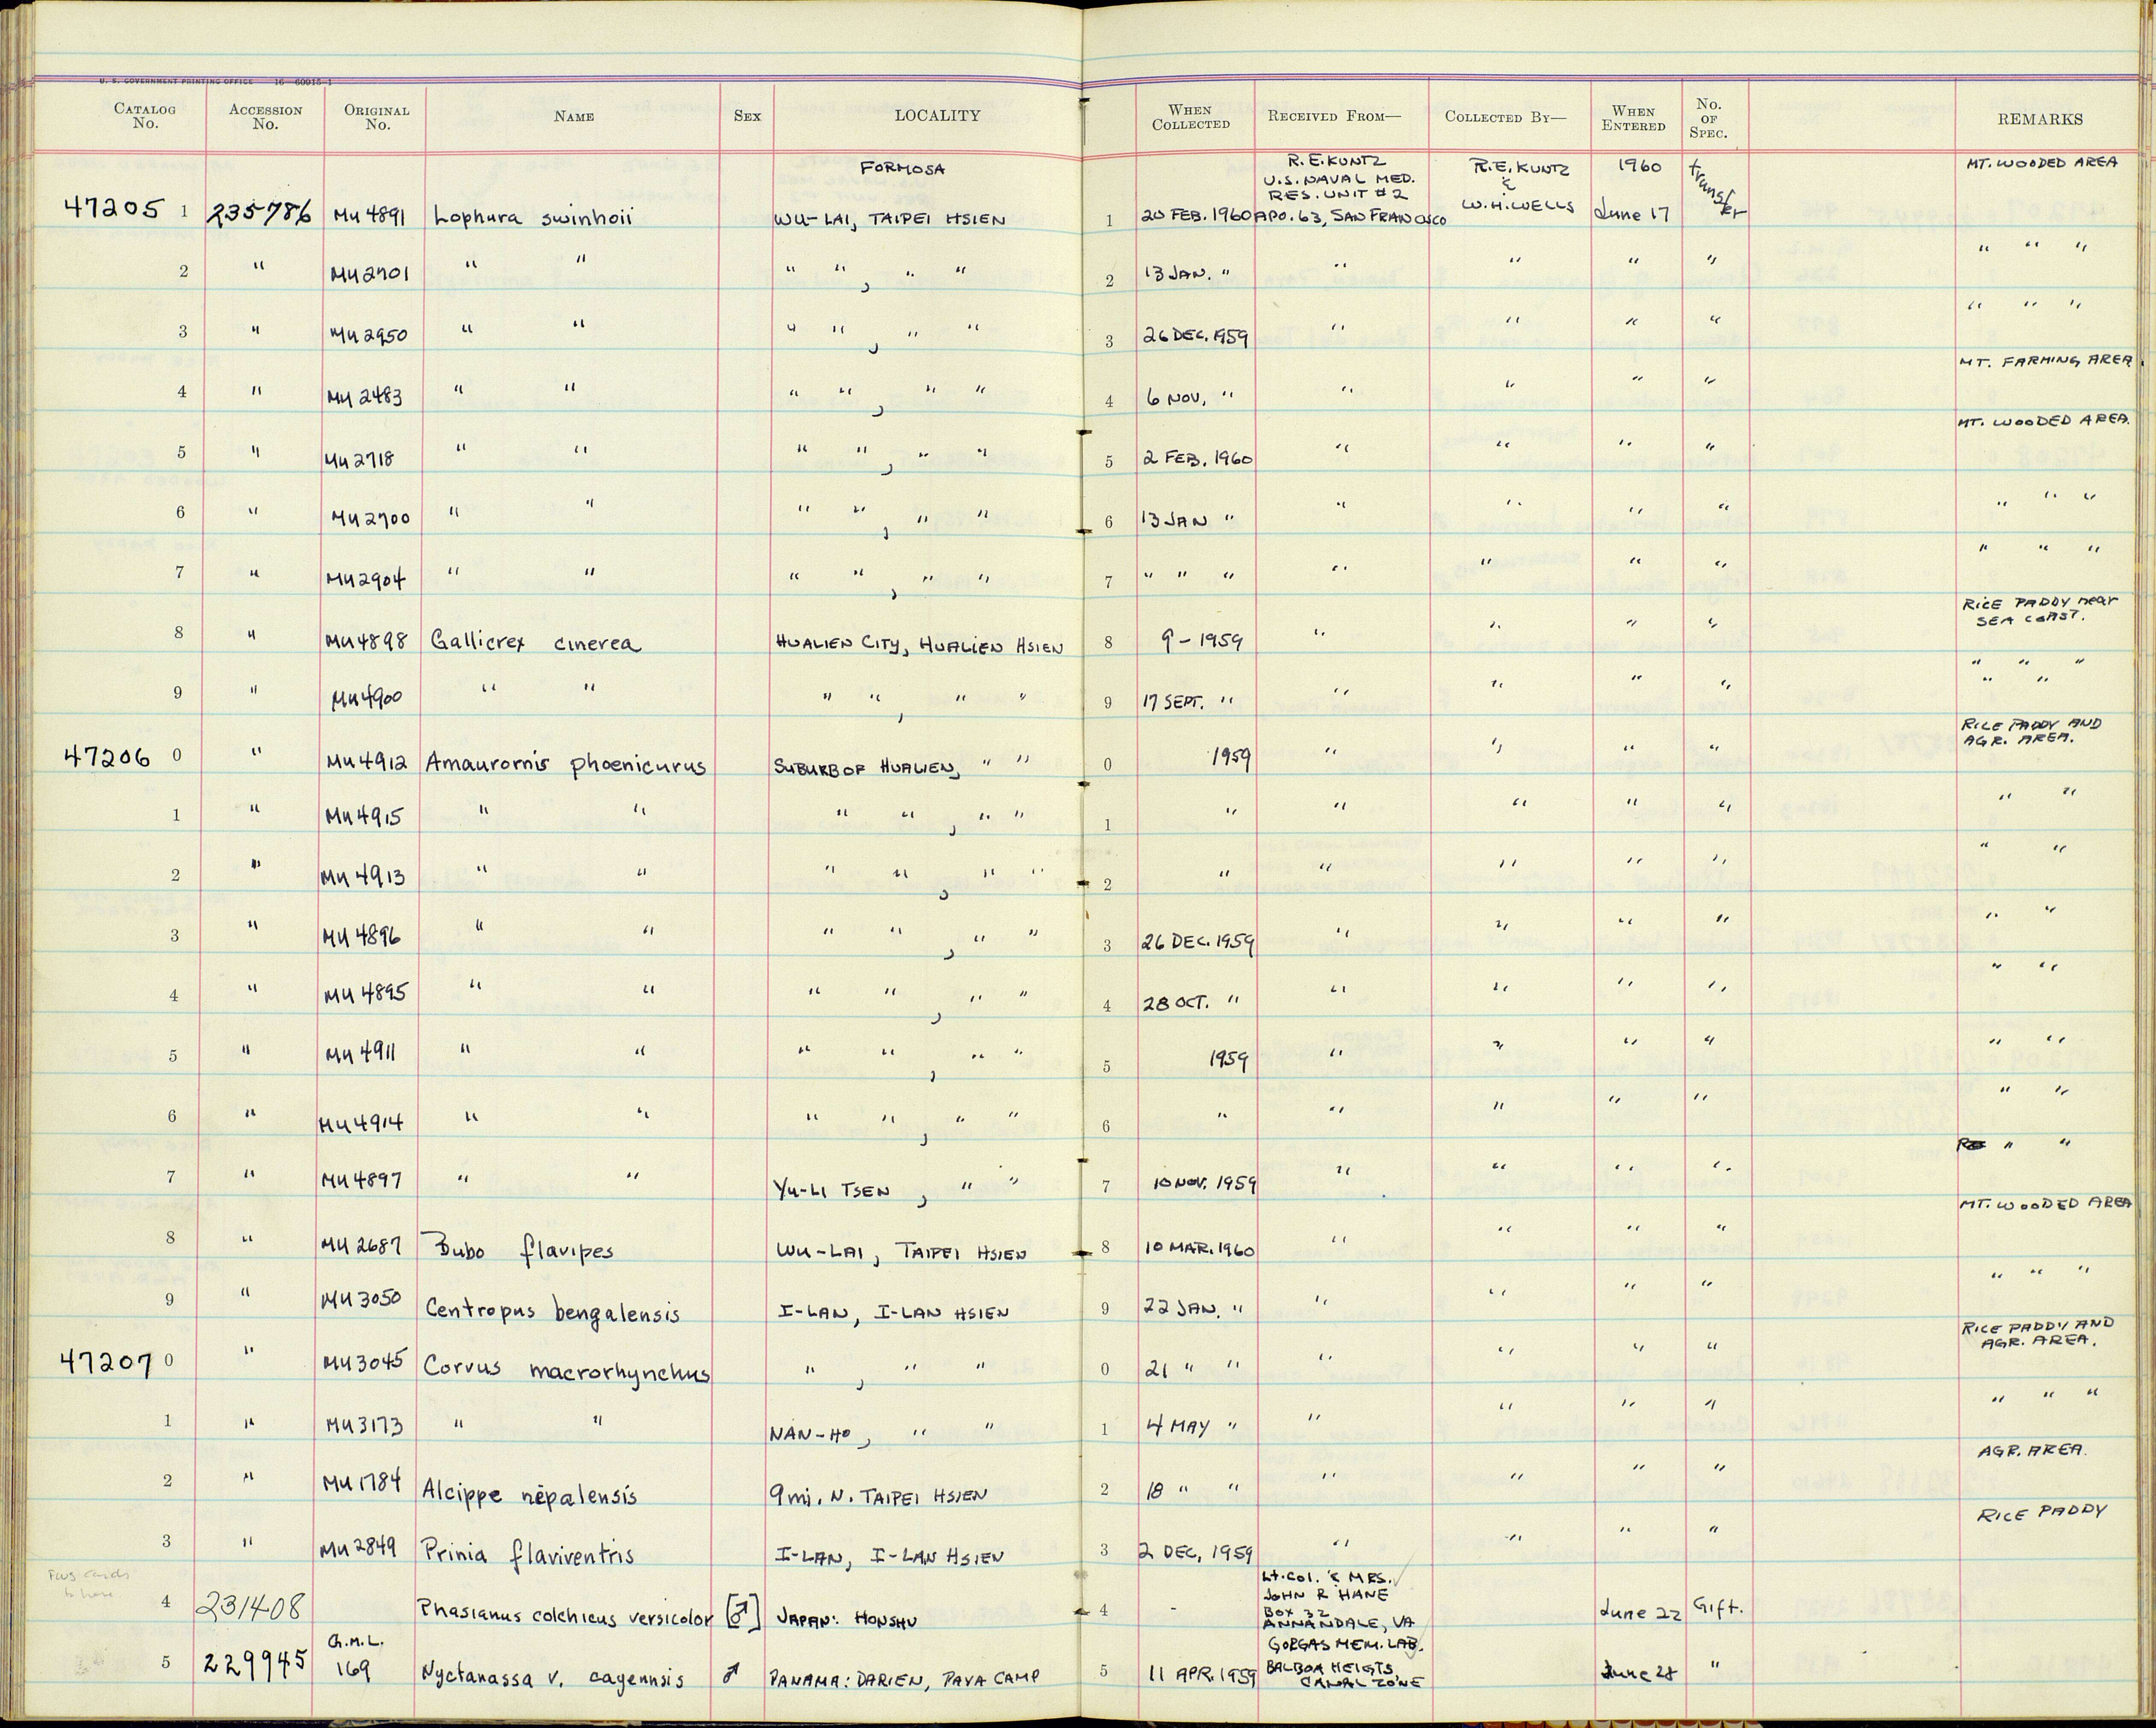 U. S. GOVERNMENT PRINTING OFFICE 16—60016-1
CATALOG No. ACCESSION No. ORIGINAL No. NAME SEX LOCALITY WHEN COLLECTED RECEIVED FROM— COLLECTED BY— WHEN ENTERED No. OF SPEC. REMARKS
FORMOSA R.E. KUNTZ R.E. KUNTZ 1960 transfer MT. WOODED AREA
U.S. NAVAL MED. &
RES. UNIT #2 W.H. WELLS
47205 1 235786 MU 4891 Lophura swinhoii WU-LAI, TAIPEI HSIEN 1 20 FEB. 1960 APO. 63, SAN FRANCISCO June 17
2 " MU 2701 " " " " , " " 2 13 JAN. " " " " " " " "
3 " MU 2950 " " " " , " " 3 26 DEC. 1959 " " " " " " "
4 " MU 2483 " " " " , " " 4 6 NOV, " " " " " MT. FARMING AREA.
5 " MU 2718 " " " " , " " 5 2 FEB. 1960 " " " " MT. WOODED AREA.
6 " MU 2700 " " " " , " " 6 13 JAN " " " " " " " "
7 " MU 2904 " " " " , " " 7 " " " " " " " " " "
8 " MU 4898 Gallicrex cinerea HUALIEN CITY, HUALIEN HSIEN 8 9 - 1959 " " " " RICE PADDY near
SEA COAST.
9 " MU 4900 " " " " , " " 9 17 SEPT. " " " " " " " "
" "
47206 0 " MU 4912 Amaurornis phoenicurus SUBURB OF HUALIEN, " " 0 1959 " " " " RICE PADDY AND
AGR. AREA.
1 " MU 4915 " " " " , " " 1 " " " " " " "
2 " MU 4913 " " " " , " " 2 " " " " " " "
3 " MU 4896 " " " " , " " 3 26 DEC. 1959 " " " " " "
4 " MU 4895 " " " " , " " 4 28 OCT. " " " " " " "
5 " MU 4911 " " " " , " " 5 1959 " " " " " "
6 " MU 4914 " " " " , " " 6 " " " " " " "
7 " MU 4897 " " YU-LI TSEN , " " 7 10 NOV. 1959 " " " " " "
8 " MU 2687 Bubo flavipes WU-LAI, TAIPEI HSIEN 8 10 MAR. 1960 " " " " MT. WOODED AREA
9 " MU 3050 Centropus bengalensis I-LAN, I-LAN HSIEN 9 22 JAN. " " " " " " " "
47207 0 " MU 3045 Corvus macrorhynchus " , " " 0 21 " " " " " " RICE PADDY AND
AGR. AREA.
1 " MU 3173 " " NAN-HO, " " 1 4 MAY " " " " " " " "
2 " MU 1784 Alcippe nepalensis 9 mi. N. TAIPEI HSIEN 2 18 " " " " " " AGR. AREA.
3 " MU 2849 Prinia flaviventris I-LAN, I-LAN HSIEN 3 2 DEC, 1959 " " " " RICE PADDY
LT. COL. & MRS.
JOHN R HANE
4 231408 Phasianus colchicus versicolor [♂] JAPAN: HONSHU 4 - BOX 32 June 22 Gift.
ANNANDALE, VA
G.M.L. GORGAS MEM. LAB.
5 229945 169 Nyctanassa v. cayennsis ♂ PANAMA: DARIEN, PAYA CAMP 5 11 APR. 1959 BALBOA HEIGTS, June 28 "
CANAL ZONE